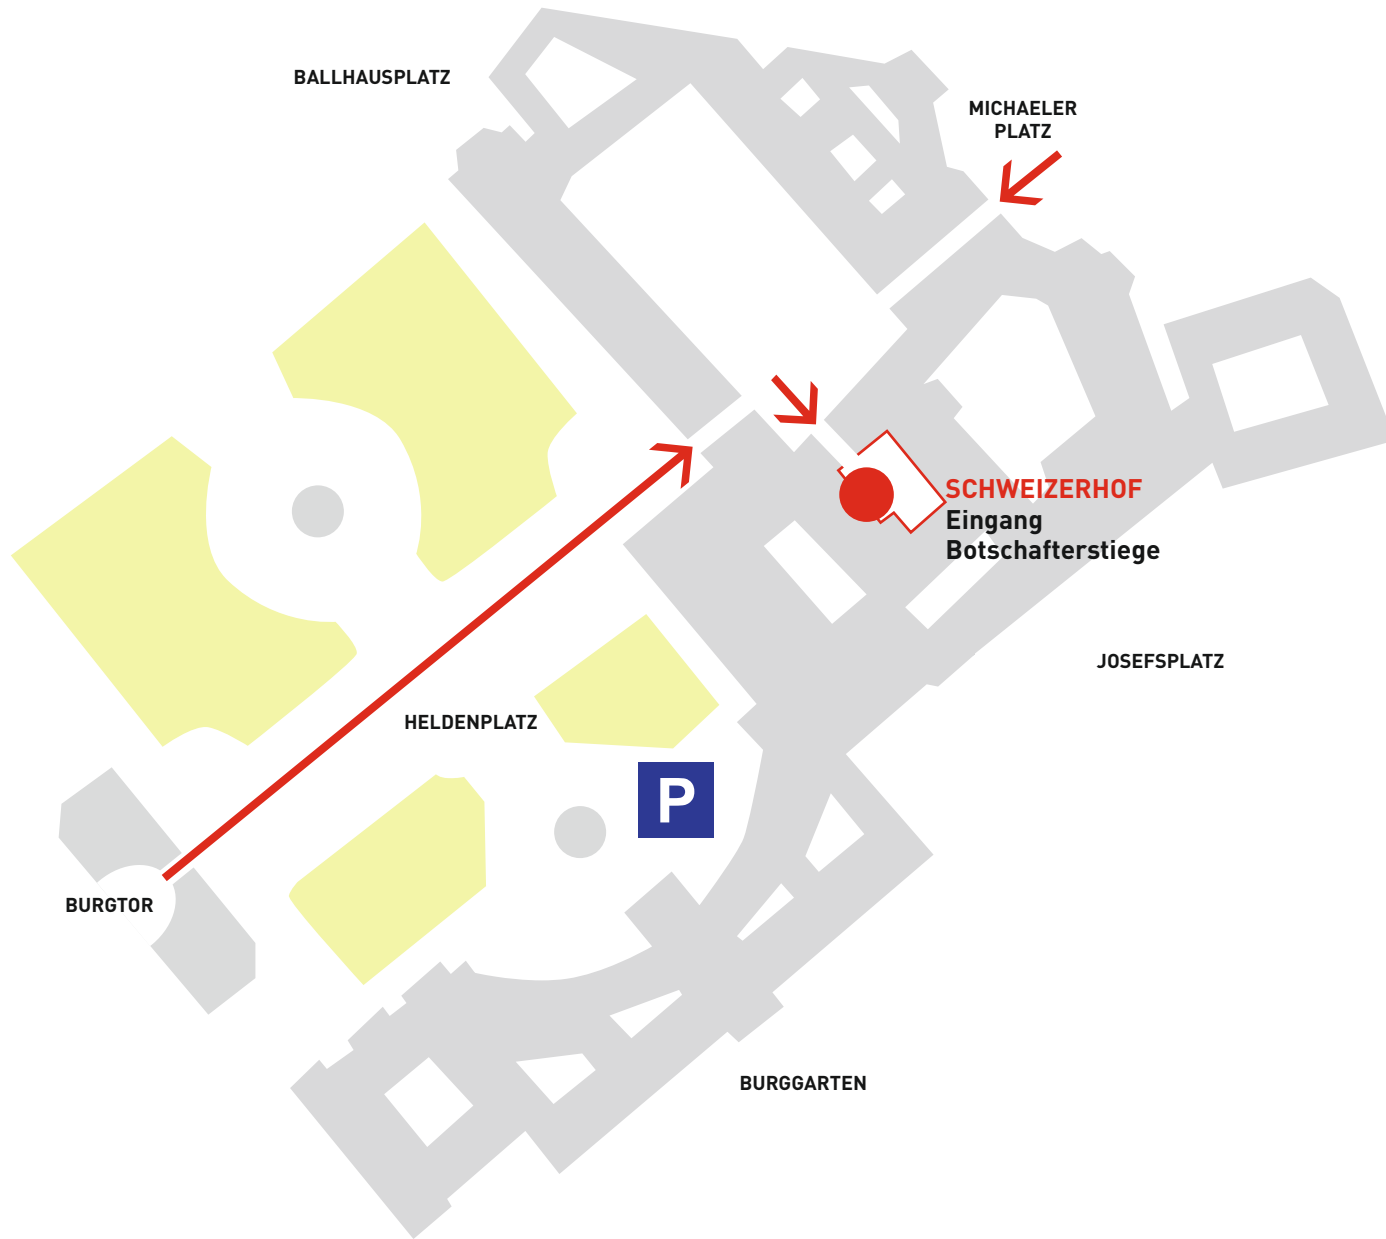 BALLHAUSPLATZ
MICHAELER
PLATZ
SCHWEIZERHOF
Eingang
Botschafterstiege
JOSEFSPLATZ
HELDENPLATZ
P
BURGTOR
BURGGARTEN